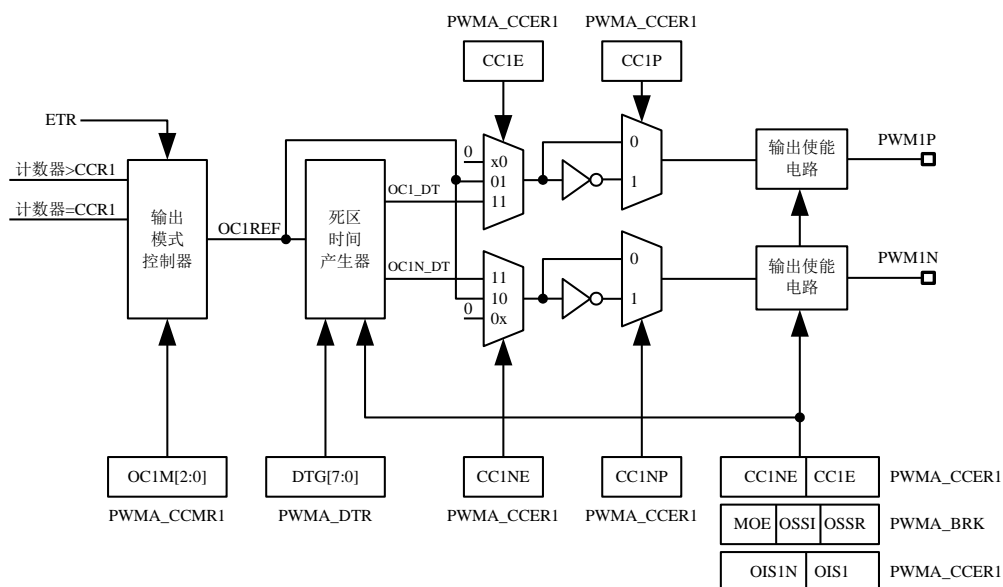 PWMA_CCER1
PWMA_CCER1
CC1E
CC1P
ETR
计数器>CCR1
计数器=CCR1
输出
模式
控制器
OC1REF
死区
时间
产生器
OC1_DT
OC1N_DT
0
x0
01
11
11
10
0x
0
0
1
0
1
输出使能
电路
PWM1P
输出使能
电路
PWM1N
OC1M[2:0]
DTG[7:0]
CC1NE
CC1NP
CC1NE
CC1E
PWMA_CCER1
PWMA_CCMR1
PWMA_DTR
PWMA_CCER1
PWMA_CCER1
MOE
OSSI
OSSR
PWMA_BRK
OIS1N
OIS1
PWMA_CCER1